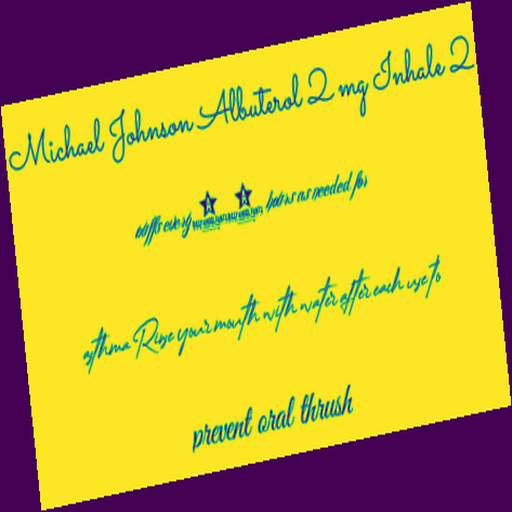 Michael Johnson Albuterol 2 mg Inhale 2
puffs every hours as needed for
asthma Rinse your mouth with water after each use to
prevent oral thrush